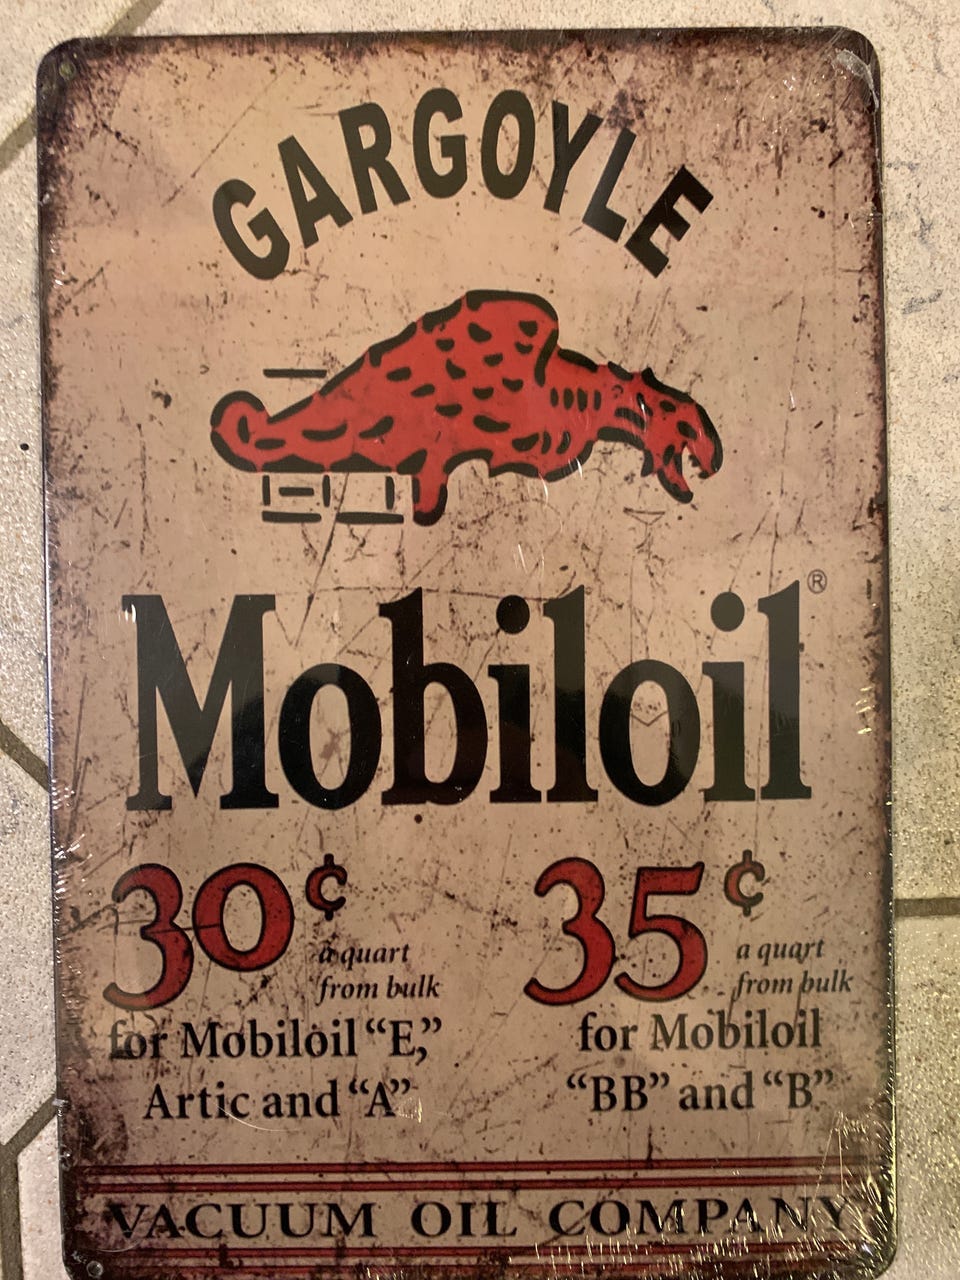 GARGOYLE
Mobiloil®
30¢ a quart
from bulk
for Mobiloil “E,”
Artic and “A”
35¢ a quart
from bulk
for Mobiloil
“BB” and “B”
VACUUM OIL COMPANY